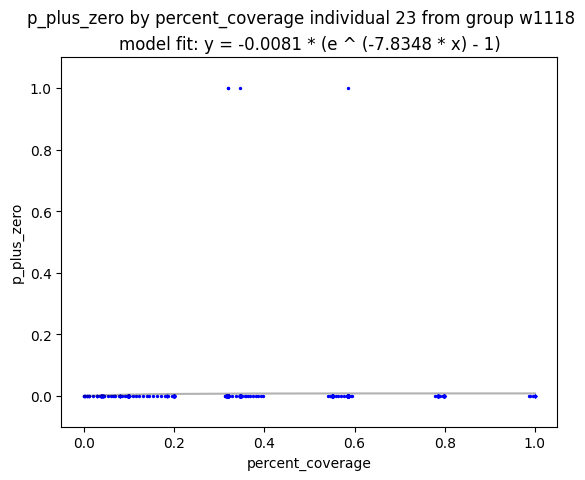 p_plus_zero by percent_coverage individual 23 from group w1118
model fit: y = -0.0081 * (e ^ (-7.8348 * x) - 1)
p_plus_zero
1.0
0.8
0.6
0.4
0.2
0.0
0.0 0.2 0.4 0.6 0.8 1.0
percent_coverage